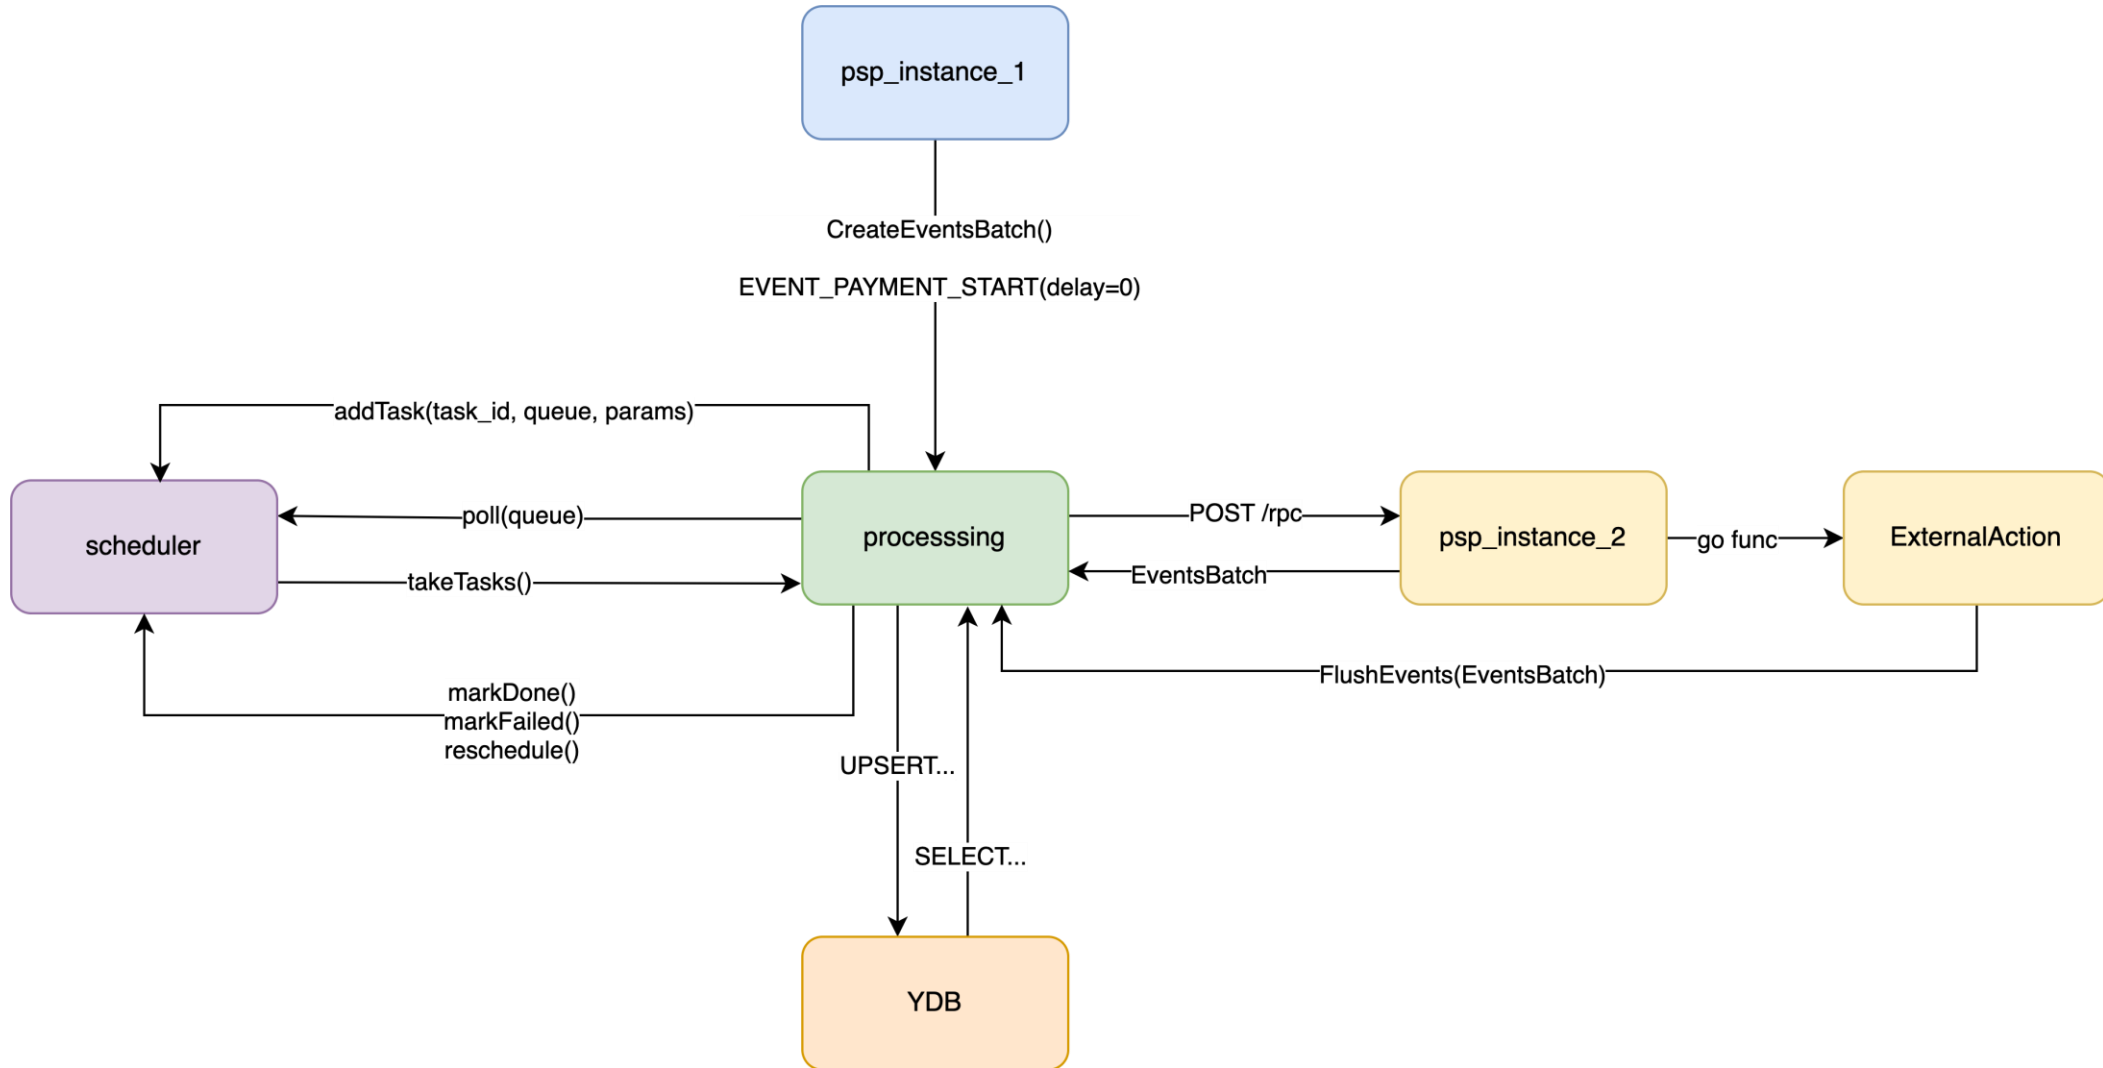 psp_instance_1
CreateEventsBatch()
EVENT_PAYMENT_START(delay=0)
addTask(task_id, queue, params)
scheduler
poll(queue)
takeTasks()
processsing
POST /rpc
EventsBatch
psp_instance_2
go func
ExternalAction
FlushEvents(EventsBatch)
markDone()
markFailed()
reschedule()
UPSERT...
SELECT...
YDB